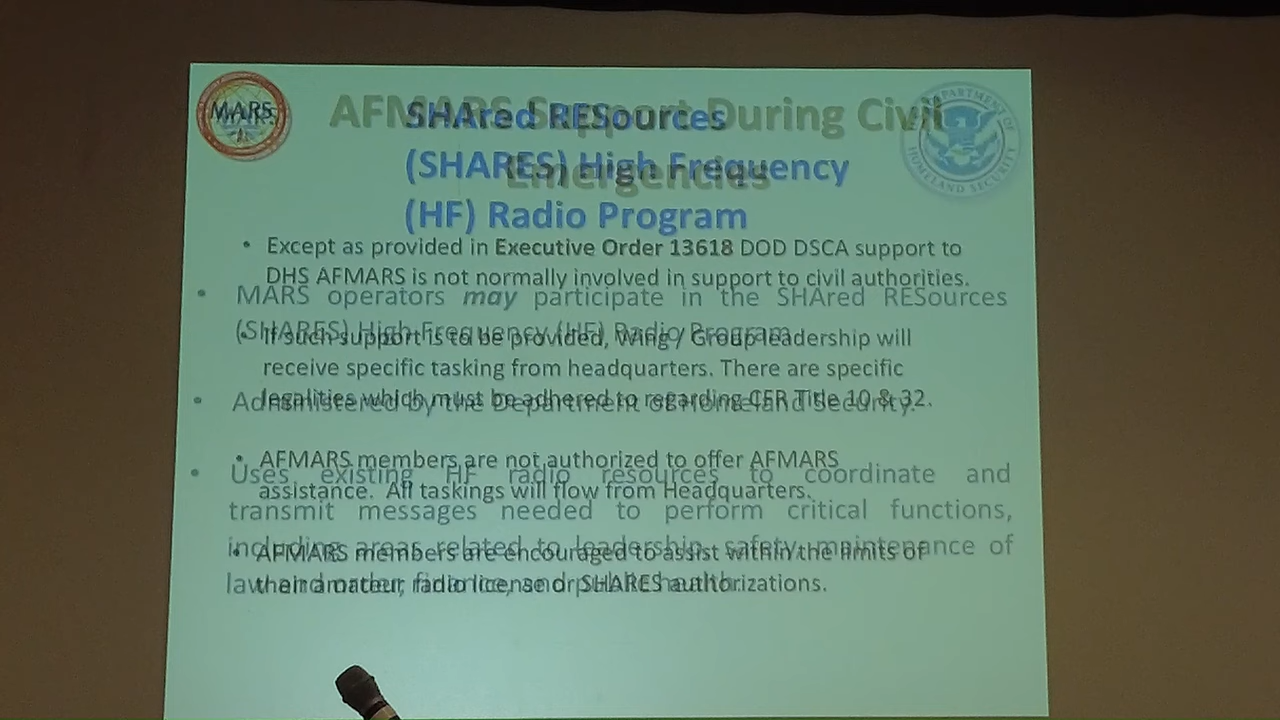 MARS
AFMARS Support During Civil
Emergencies
• Except as provided in Executive Order 13618 DOD DSCA support to
DHS AFMARS is not normally involved in support to civil authorities.
• If such support is to be provided, Wing / Group leadership will
receive specific tasking from headquarters. There are specific
legalities which must be adhered to regarding CFR Title 10 & 32.
• AFMARS members are not authorized to offer AFMARS
assistance. All taskings will flow from Headquarters.
• AFMARS members are encouraged to assist within the limits of
their amateur radio license or SHARES authorizations.
SHAred RESources
(SHARES) High Frequency
(HF) Radio Program
• MARS operators may participate in the SHAred RESources
(SHARES) High Frequency (HF) Radio Program.
• Administered by the Department of Homeland Security.
• Uses existing HF radio resources to coordinate and
transmit messages needed to perform critical functions,
including areas related to leadership, safety, maintenance of
law and order, finance, and public health.
DEPARTMENT OF
HOMELAND SECURITY